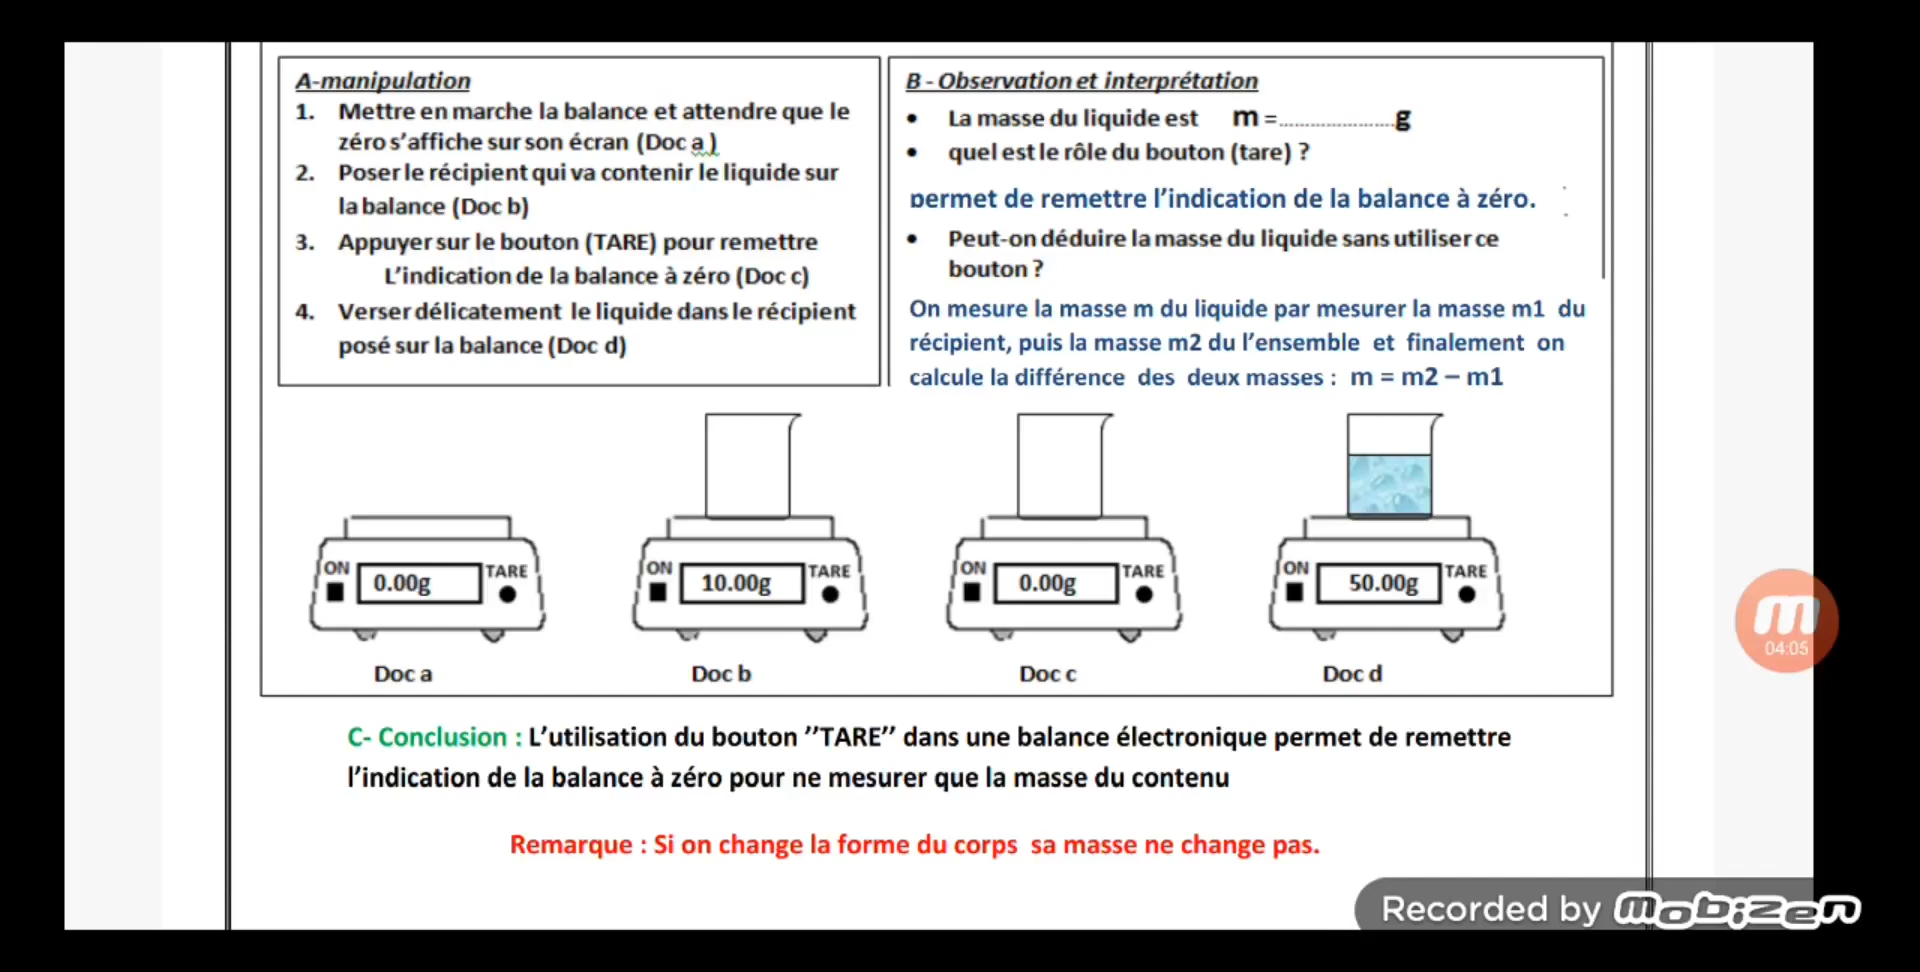 A-manipulation
1. Mettre en marche la balance et attendre que le
zéro s’affiche sur son écran (Doc a )
2. Poser le récipient qui va contenir le liquide sur
la balance (Doc b)
3. Appuyer sur le bouton (TARE) pour remettre
L’indication de la balance à zéro (Doc c)
4. Verser délicatement le liquide dans le récipient
posé sur la balance (Doc d)
B - Observation et interprétation
• La masse du liquide est m =.....................g
• quel est le rôle du bouton (tare) ?
permet de remettre l’indication de la balance à zéro.
• Peut-on déduire la masse du liquide sans utiliser ce
bouton ?
On mesure la masse m du liquide par mesurer la masse m1 du
récipient, puis la masse m2 du l’ensemble et finalement on
calcule la différence des deux masses : m = m2 – m1
ON 0.00g TARE
ON 10.00g TARE
ON 0.00g TARE
ON 50.00g TARE
Doc a
Doc b
Doc c
Doc d
04:05
C- Conclusion : L’utilisation du bouton ’’TARE’’ dans une balance électronique permet de remettre
l’indication de la balance à zéro pour ne mesurer que la masse du contenu
Remarque : Si on change la forme du corps sa masse ne change pas.
Recorded by Mobizen